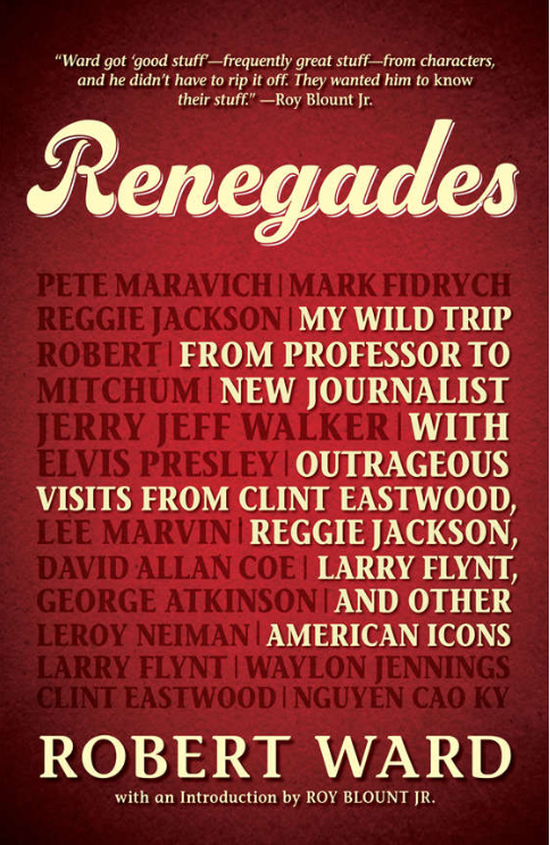 “Ward got ‘good stuff’—frequently great stuff—from characters,
and he didn’t have to rip it off. They wanted him to know
their stuff.” —Roy Blount Jr.
Renegades
PETE MARAVICH | MARK FIDRYCH
REGGIE JACKSON | MY WILD TRIP
ROBERT | FROM PROFESSOR TO
MITCHUM | NEW JOURNALIST
JERRY JEFF WALKER | WITH
ELVIS PRESLEY | OUTRAGEOUS
VISITS FROM CLINT EASTWOOD,
LEE MARVIN | REGGIE JACKSON,
DAVID ALLAN COE | LARRY FLYNT,
GEORGE ATKINSON | AND OTHER
LEROY NEIMAN | AMERICAN ICONS
LARRY FLYNT | WAYLON JENNINGS
CLINT EASTWOOD | NGUYEN CAO KY
ROBERT WARD
with an Introduction by ROY BLOUNT JR.